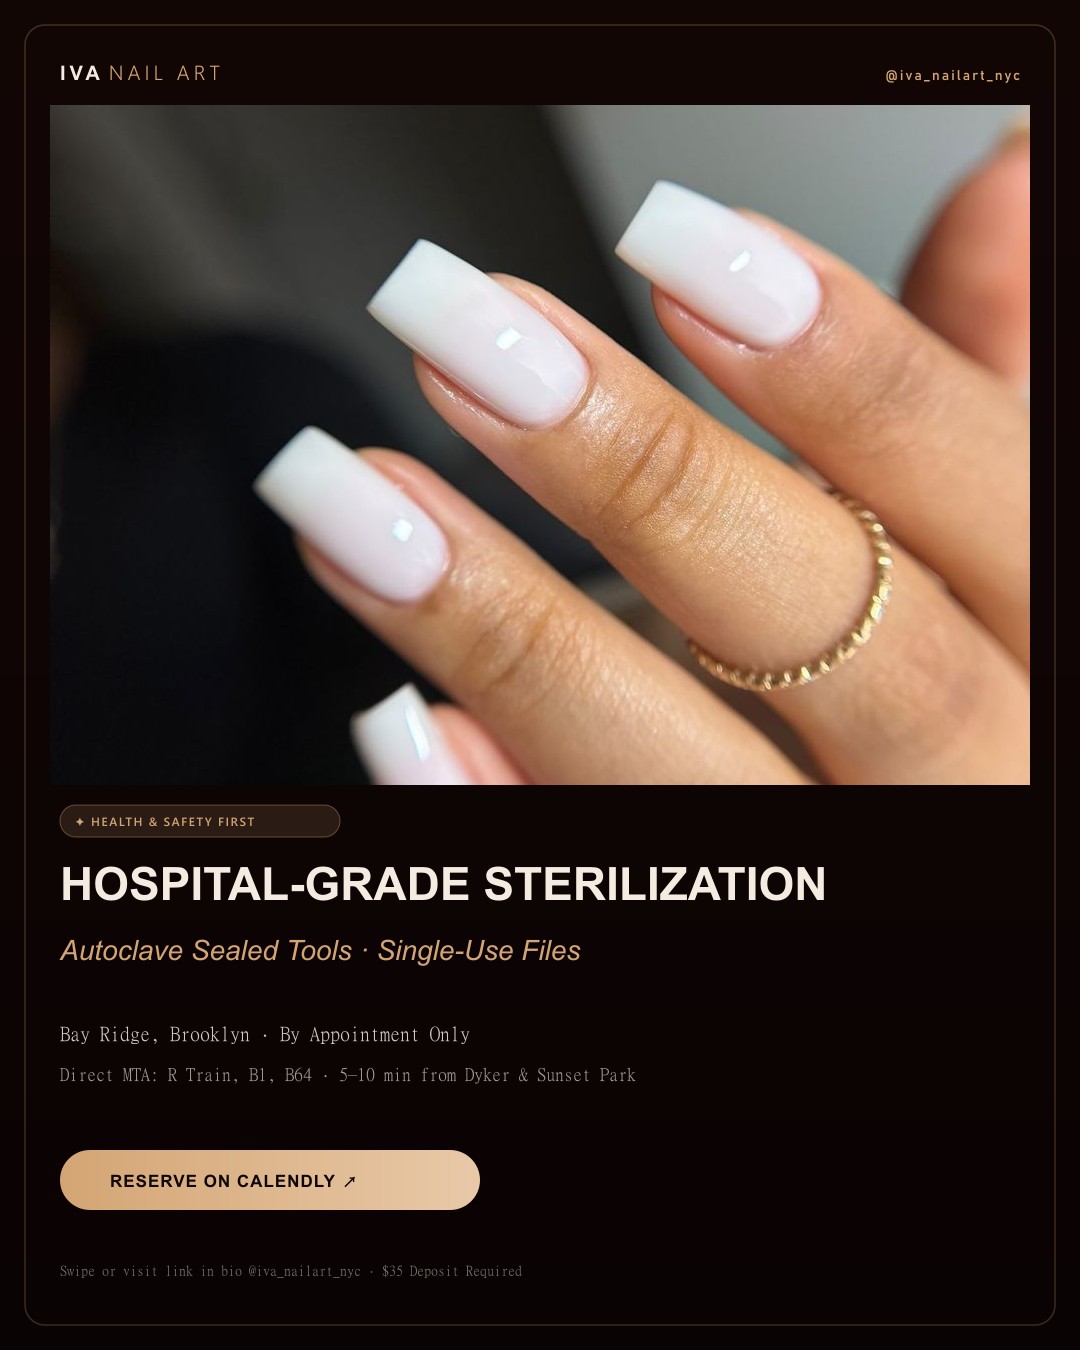 IVA NAIL ART
@iva_nailart_nyc
✦ HEALTH & SAFETY FIRST
HOSPITAL-GRADE STERILIZATION
Autoclave Sealed Tools · Single-Use Files
Bay Ridge, Brooklyn · By Appointment Only
Direct MTA: R Train, B1, B64 · 5–10 min from Dyker & Sunset Park
RESERVE ON CALENDLY ↗
Swipe or visit link in bio @iva_nailart_nyc · $35 Deposit Required